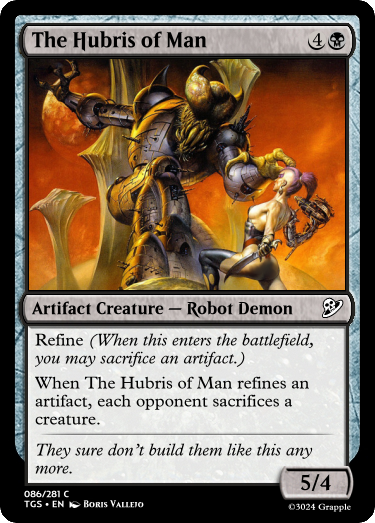 The Hubris of Man 4
Artifact Creature — Robot Demon
Refine (When this enters the battlefield,
you may sacrifice an artifact.)
When The Hubris of Man refines an
artifact, each opponent sacrifices a
creature.
They sure don't build them like this any
more.
5/4
086/281 C
TGS • EN Boris Vallejo
©3024 Grapple